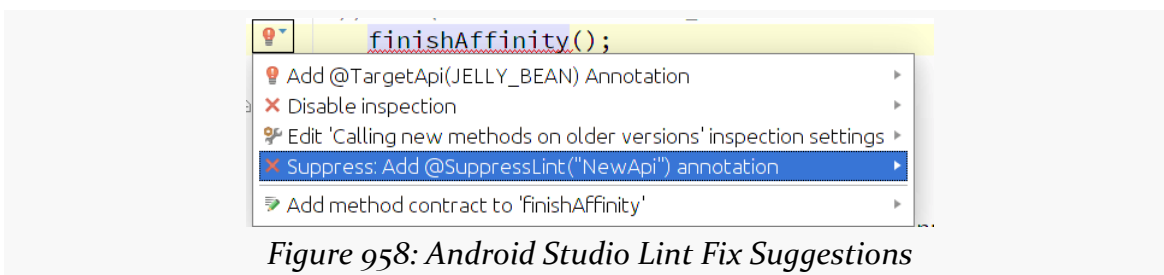 finishAffinity();
Add @TargetApi(JELLY_BEAN) Annotation
Disable inspection
Edit 'Calling new methods on older versions' inspection settings
Suppress: Add @SuppressLint("NewApi") annotation
Add method contract to 'finishAffinity'
Figure 958: Android Studio Lint Fix Suggestions